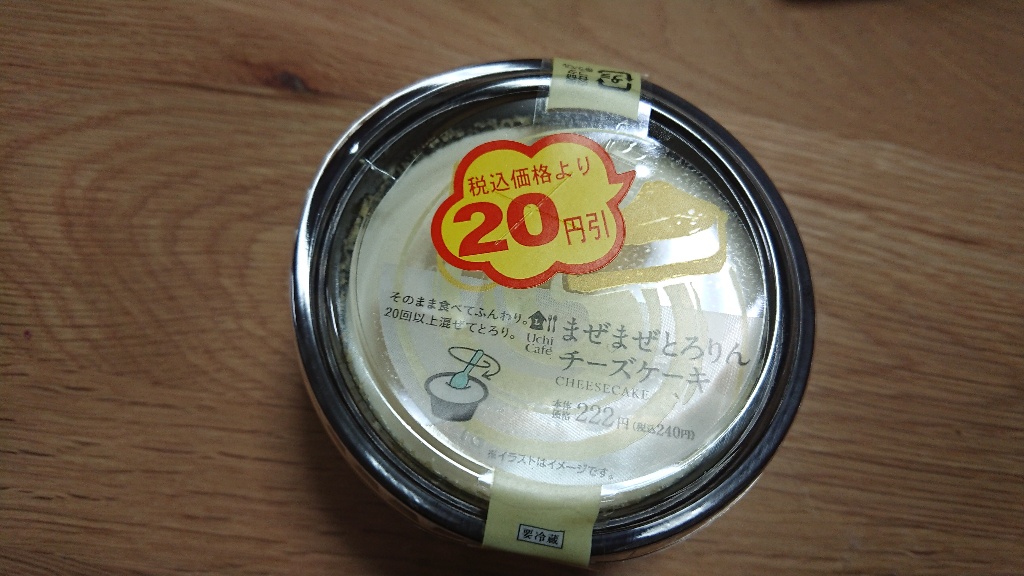 税込価格より
20円引
そのまま食べてふんわり。
20回以上混ぜてとろり。
Uchi
Café
まぜまぜとろりん
チーズケーキ
CHEESECAKE
本体
価格 222円(税込240円)
※イラストはイメージです。
要冷蔵